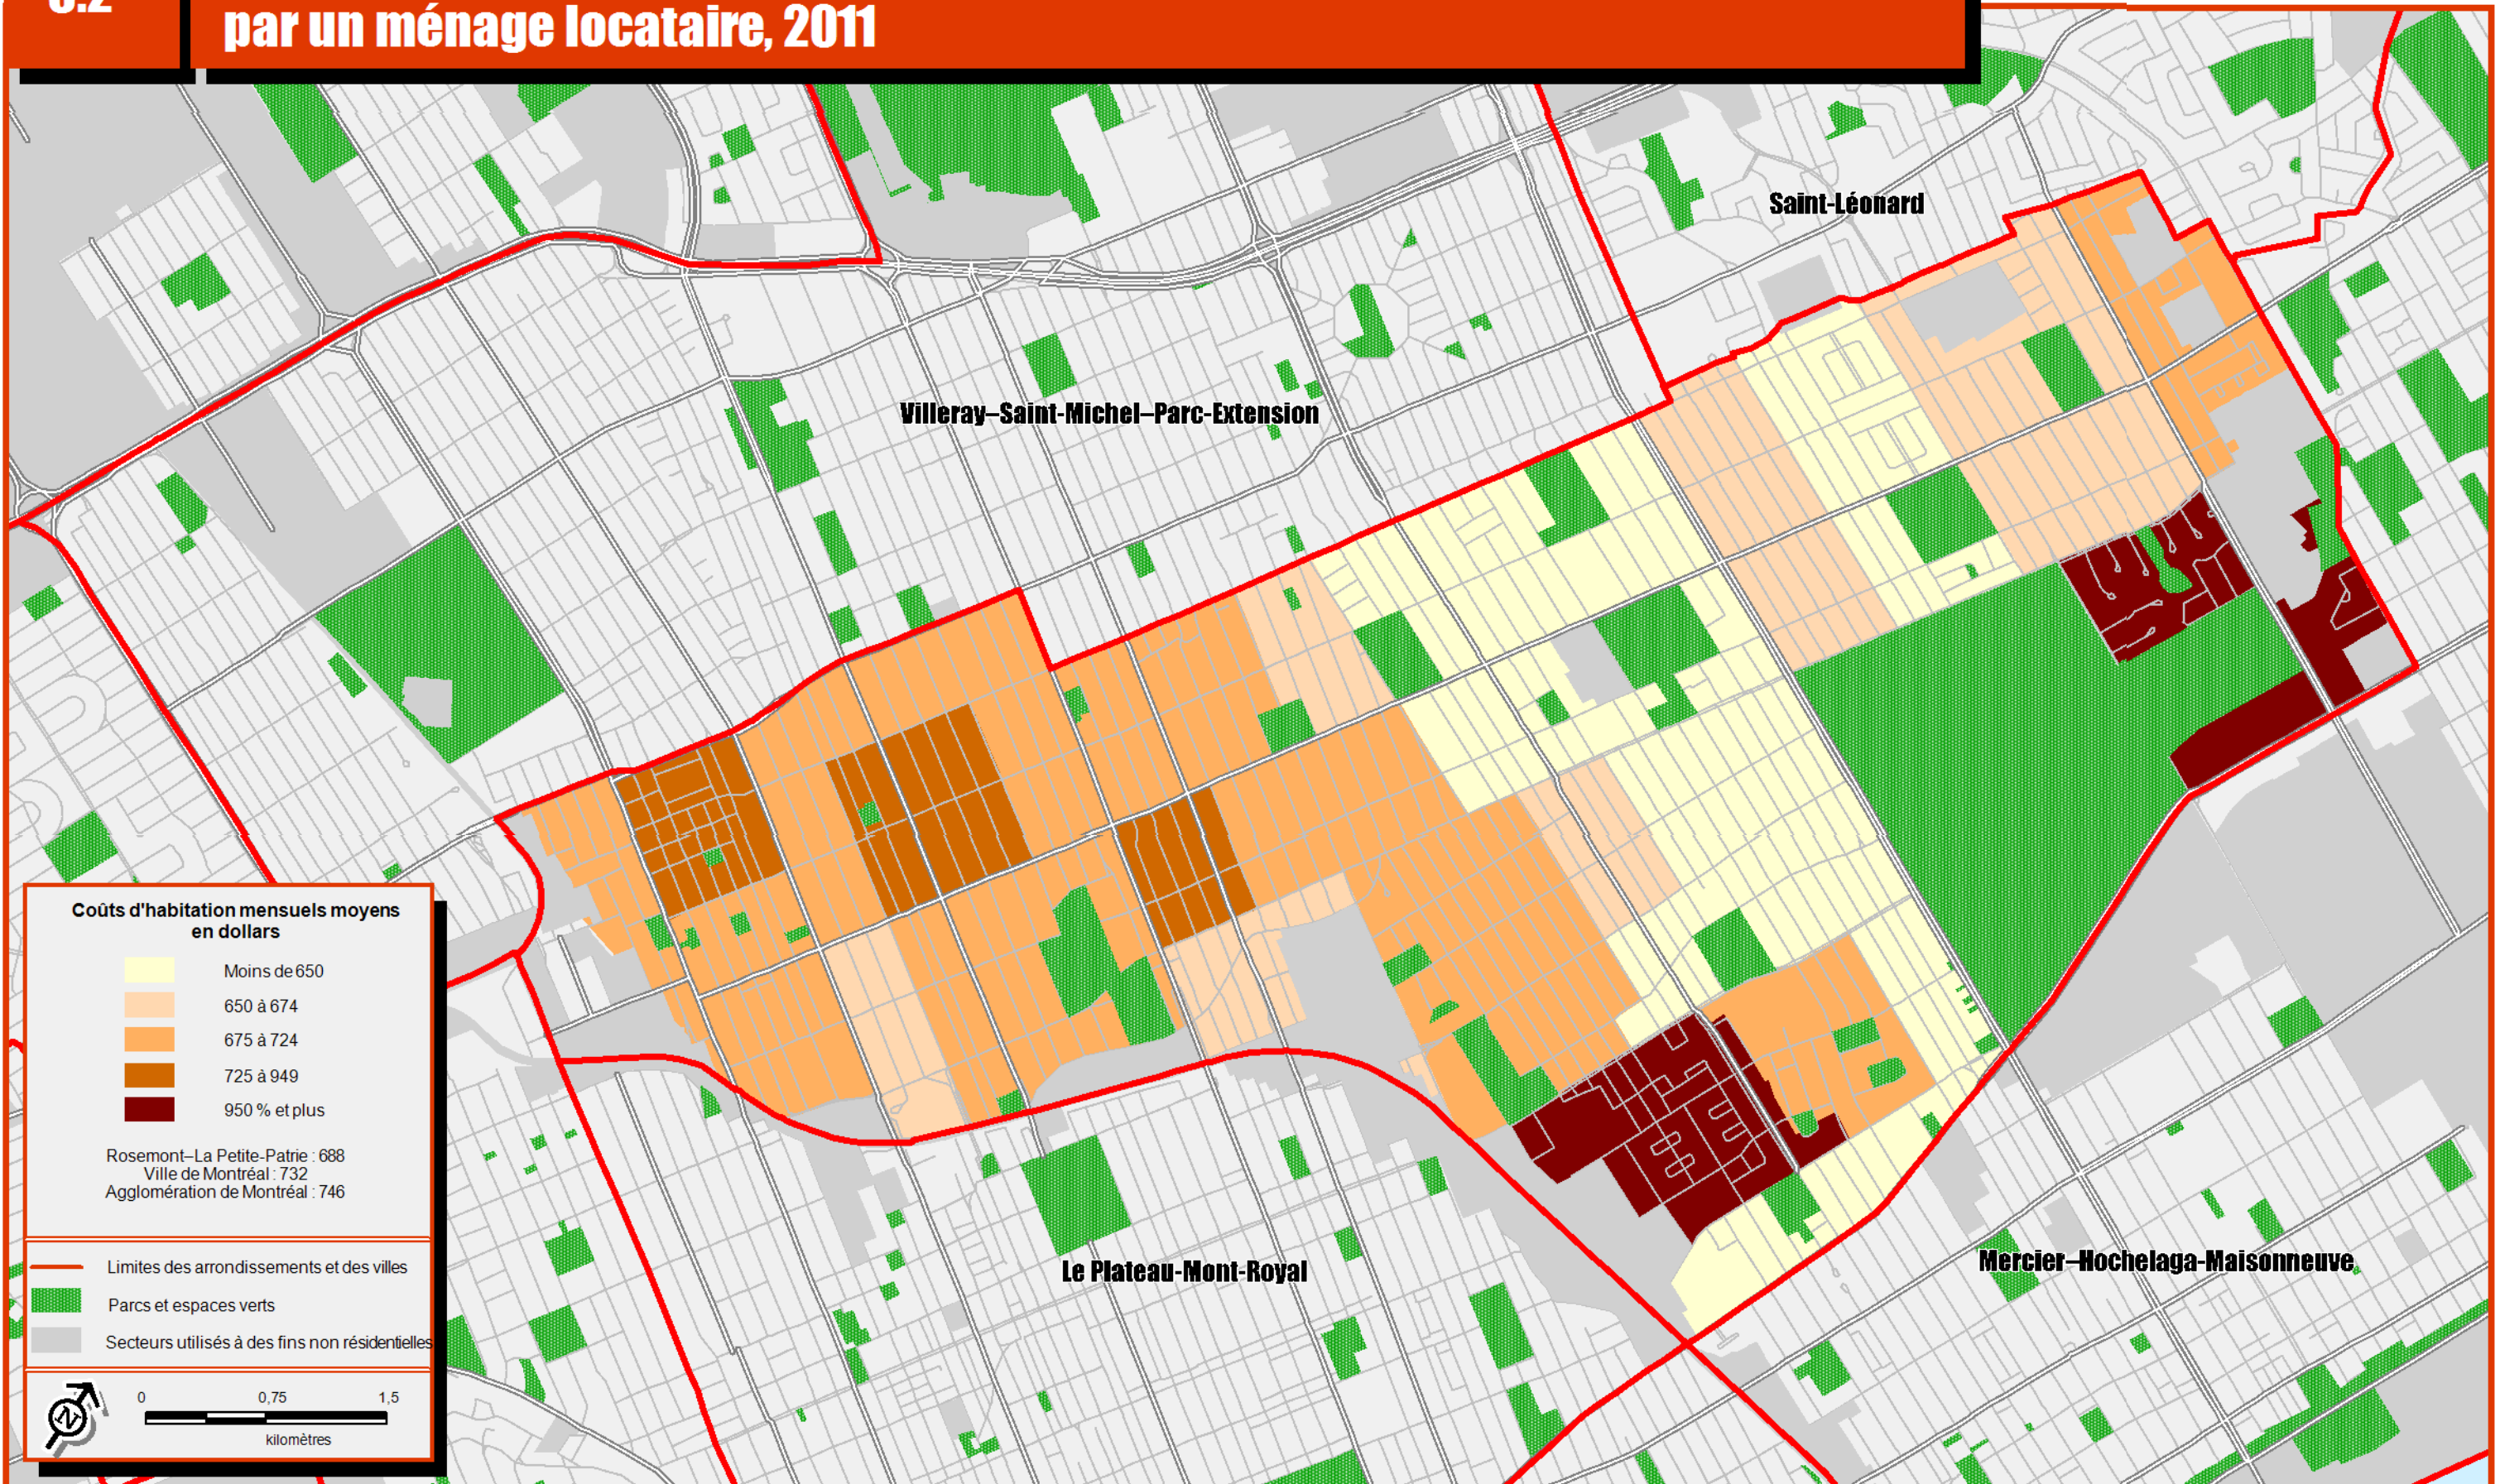 par un ménage locataire, 2011
Saint-Léonard
Villeray–Saint-Michel–Parc-Extension
Coûts d'habitation mensuels moyens
en dollars
Moins de 650
650 à 674
675 à 724
725 à 949
950 % et plus
Rosemont–La Petite-Patrie : 688
Ville de Montréal : 732
Agglomération de Montréal : 746
Le Plateau-Mont-Royal
Mercier–Hochelaga-Maisonneuve
Limites des arrondissements et des villes
Parcs et espaces verts
Secteurs utilisés à des fins non résidentielles
N
0 0,75 1,5
kilomètres